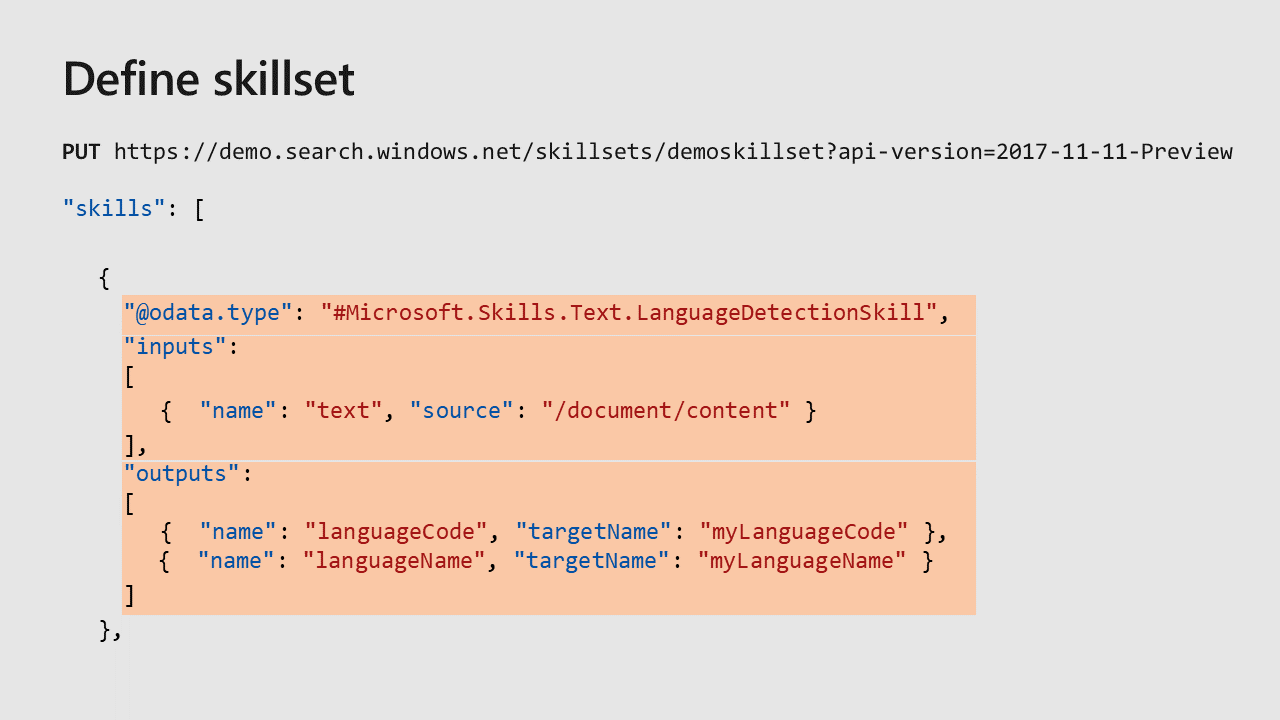 Define skillset
PUT https://demo.search.windows.net/skillsets/demoskillset?api-version=2017-11-11-Preview
"skills": [
{
"@odata.type": "#Microsoft.Skills.Text.LanguageDetectionSkill",
"inputs":
[
{ "name": "text", "source": "/document/content" }
],
"outputs":
[
{ "name": "languageCode", "targetName": "myLanguageCode" },
{ "name": "languageName", "targetName": "myLanguageName" }
]
},